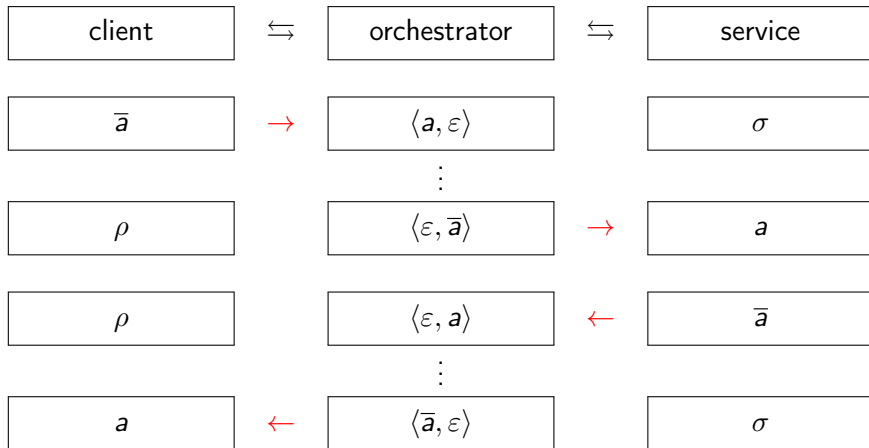 client ⇆ orchestrator ⇆ service
a̅ → ⟨a, ε⟩ σ
⋮
ρ ⟨ε, a̅⟩ → a
ρ ⟨ε, a⟩ ← a̅
⋮
a ← ⟨a̅, ε⟩ σ